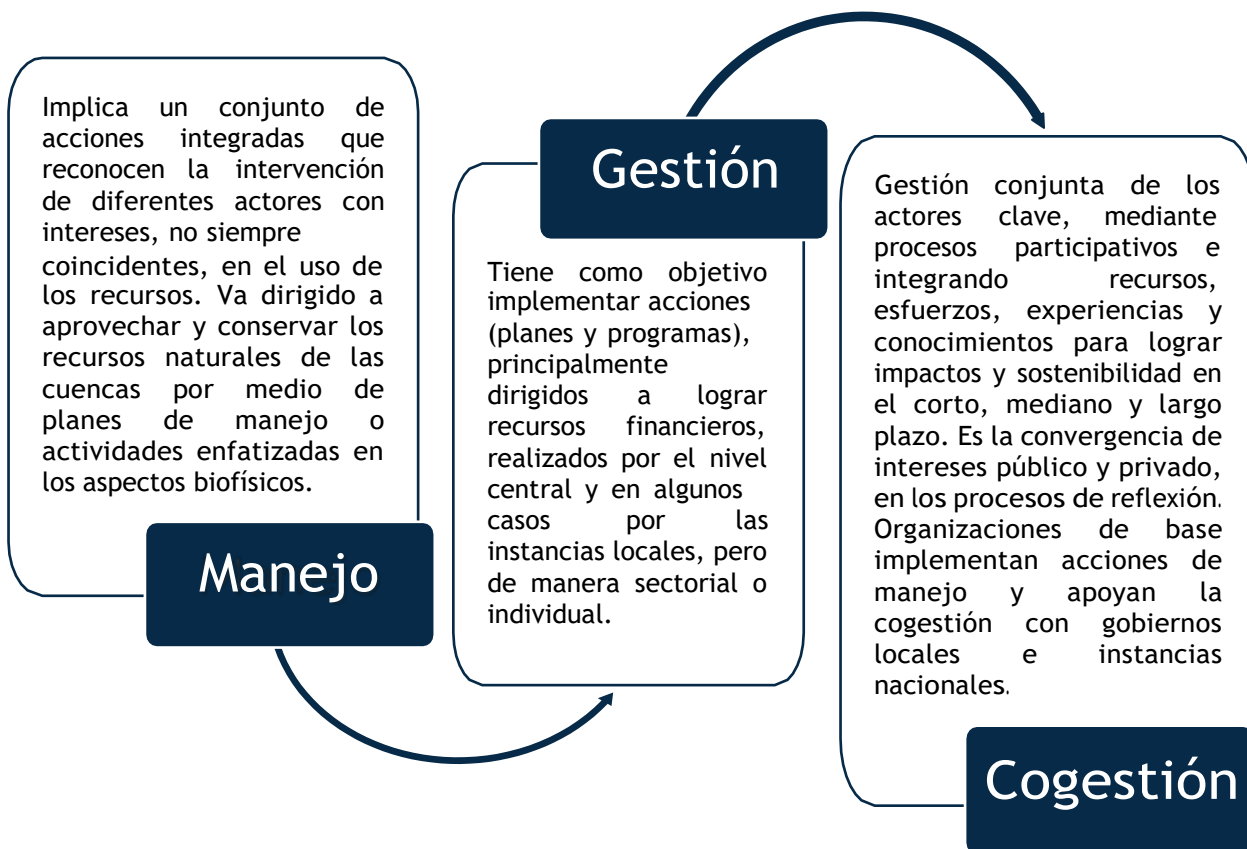 Implica un conjunto de
acciones integradas que
reconocen la intervención
de diferentes actores con
intereses, no siempre
coincidentes, en el uso de
los recursos. Va dirigido a
aprovechar y conservar los
recursos naturales de las
cuencas por medio de
planes de manejo o
actividades enfatizadas en
los aspectos biofísicos.
Manejo
Gestión
Tiene como objetivo
implementar acciones
(planes y programas),
principalmente
dirigidos a lograr
recursos financieros,
realizados por el nivel
central y en algunos
casos por las
instancias locales, pero
de manera sectorial o
individual.
Gestión conjunta de los
actores clave, mediante
procesos participativos e
integrando recursos,
esfuerzos, experiencias y
conocimientos para lograr
impactos y sostenibilidad en
el corto, mediano y largo
plazo. Es la convergencia de
intereses público y privado,
en los procesos de reflexión.
Organizaciones de base
implementan acciones de
manejo y apoyan la
cogestión con gobiernos
locales e instancias
nacionales.
Cogestión